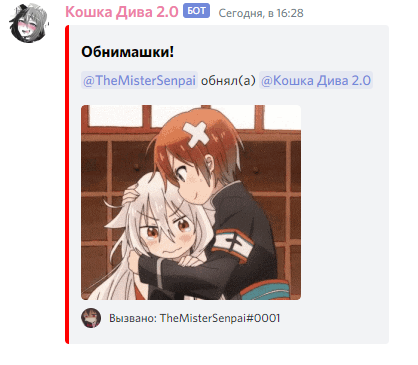 Кошка Дива 2.0 БОТ Сегодня, в 16:28
Обнимашки!
@TheMisterSenpai обнял(а) @Кошка Дива 2.0
Вызвано: TheMisterSenpai#0001